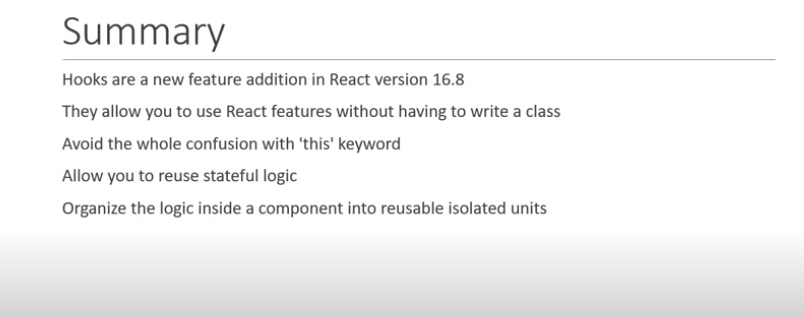 Summary
Hooks are a new feature addition in React version 16.8
They allow you to use React features without having to write a class
Avoid the whole confusion with 'this' keyword
Allow you to reuse stateful logic
Organize the logic inside a component into reusable isolated units